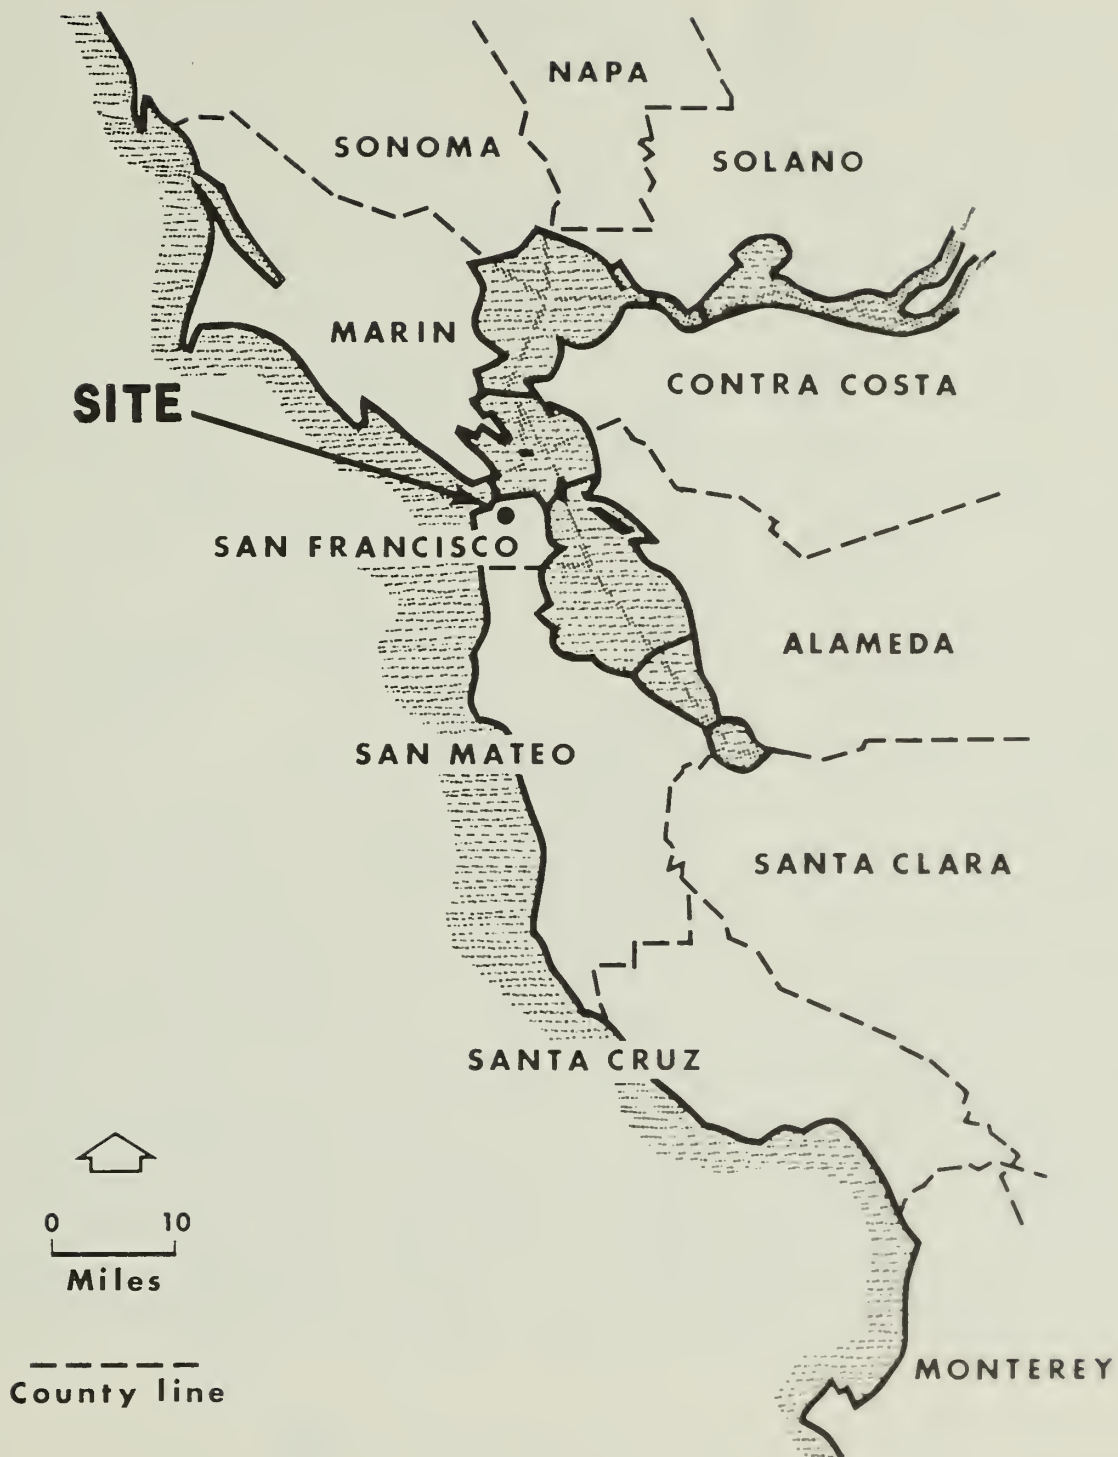 NAPA
SONOMA
SOLANO
MARIN
CONTRA COSTA
SITE
SAN FRANCISCO
ALAMEDA
SAN MATEO
SANTA CLARA
SANTA CRUZ
0 10
Miles
MONTEREY
County line